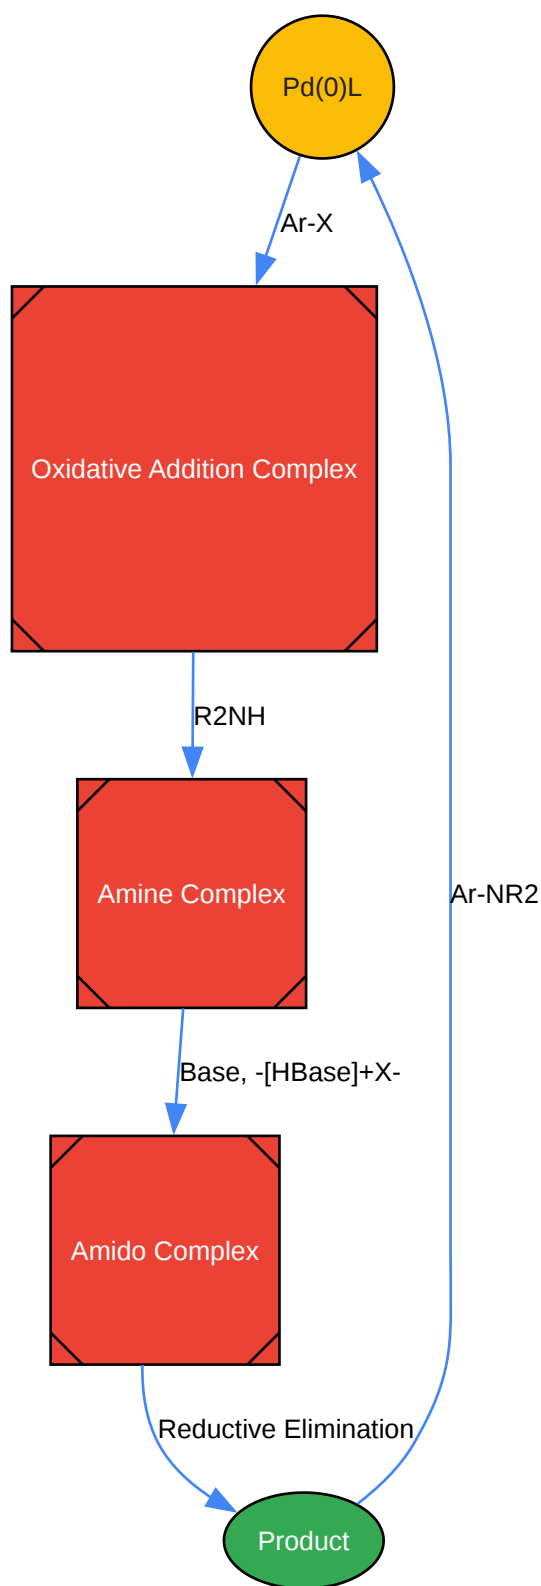 Pd(0)L
Ar-X
Oxidative Addition Complex
R2NH
Amine Complex
Ar-NR2
Base, -[HBase]+X-
Amido Complex
Reductive Elimination
Product